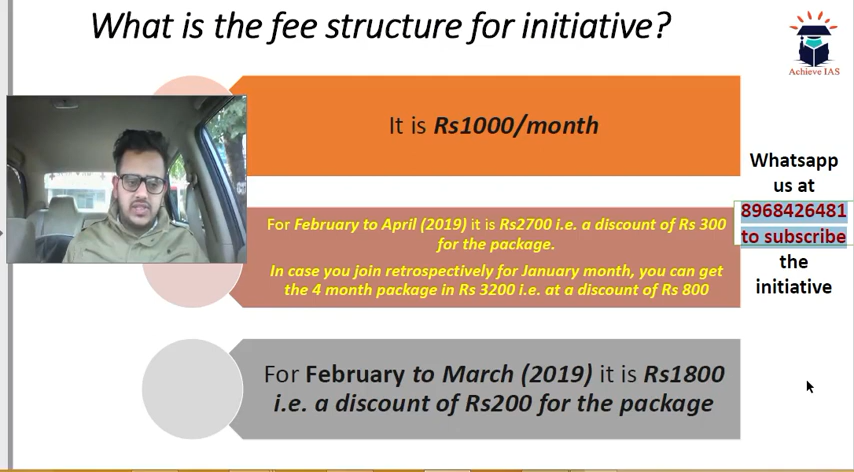 What is the fee structure for initiative?
Achieve IAS
It is Rs1000/month
For February to April (2019) it is Rs2700 i.e. a discount of Rs 300
for the package.
In case you join retrospectively for January month, you can get
the 4 month package in Rs 3200 i.e. at a discount of Rs 800
For February to March (2019) it is Rs1800
i.e. a discount of Rs200 for the package
Whatsapp
us at
8968426481
to subscribe
the
initiative